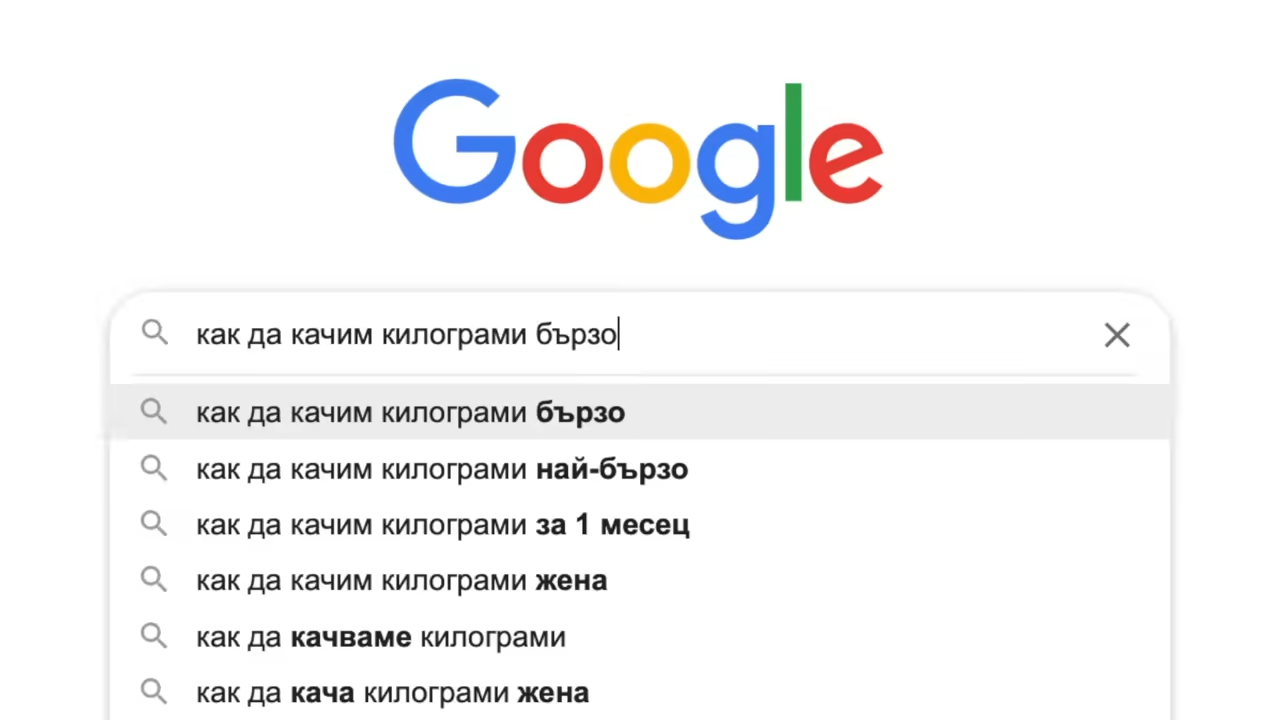 Google
как да качим килограми бързо
как да качим килограми бързо
как да качим килограми най-бързо
как да качим килограми за 1 месец
как да качим килограми жена
как да качваме килограми
как да кача килограми жена